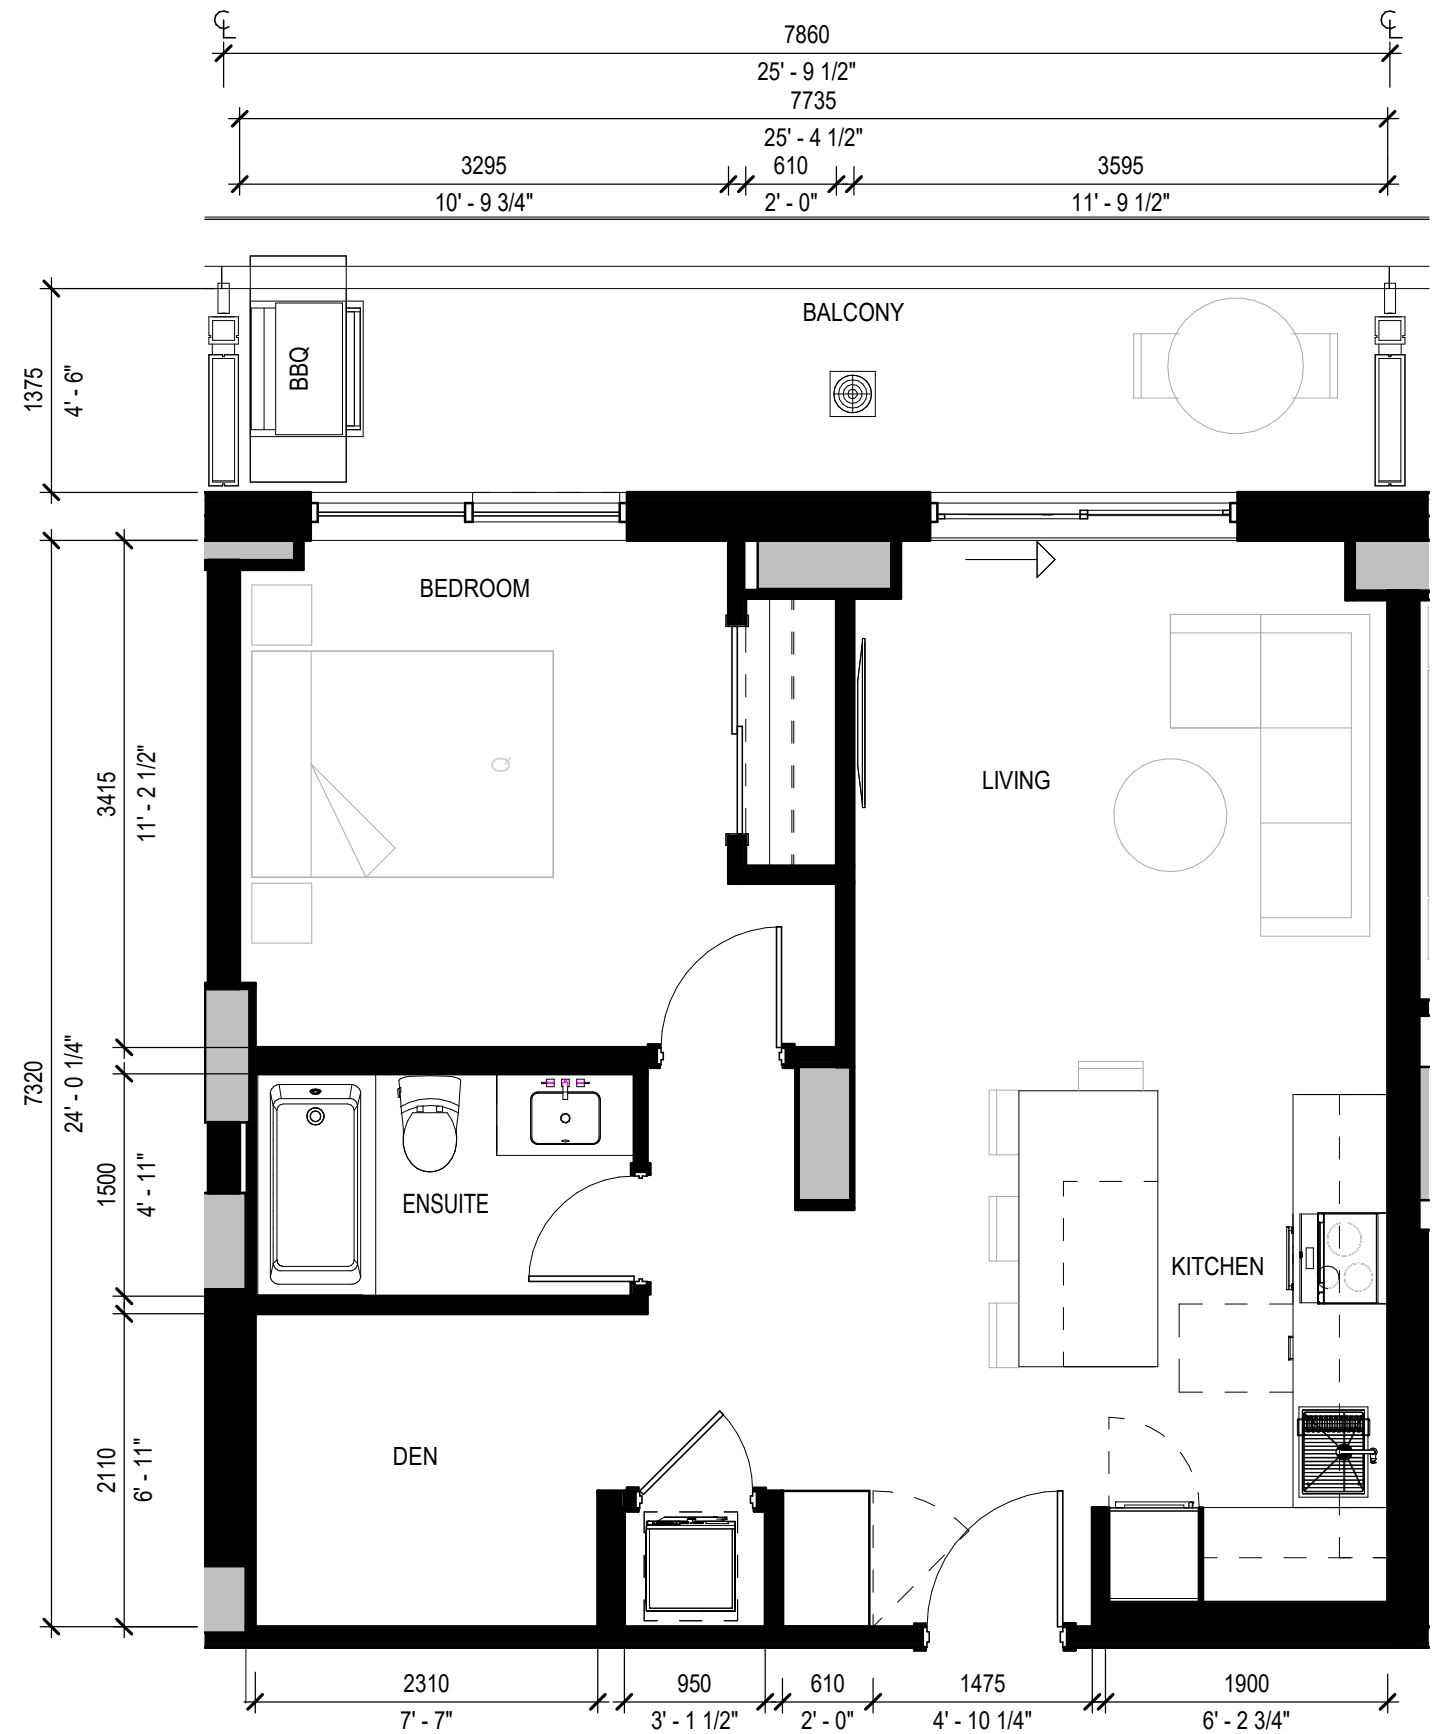 7860
25' - 9 1/2"
7735
25' - 4 1/2"
3295
610
3595
10' - 9 3/4"
2' - 0"
11' - 9 1/2"
BALCONY
BBQ
1375
4' - 6"
BEDROOM
Q
LIVING
3415
11' - 2 1/2"
7320
24' - 0 1/4"
1500
4' - 11"
ENSUITE
KITCHEN
2110
6' - 11"
DEN
2310
950
610
1475
1900
7' - 7"
3' - 1 1/2"
2' - 0"
4' - 10 1/4"
6' - 2 3/4"